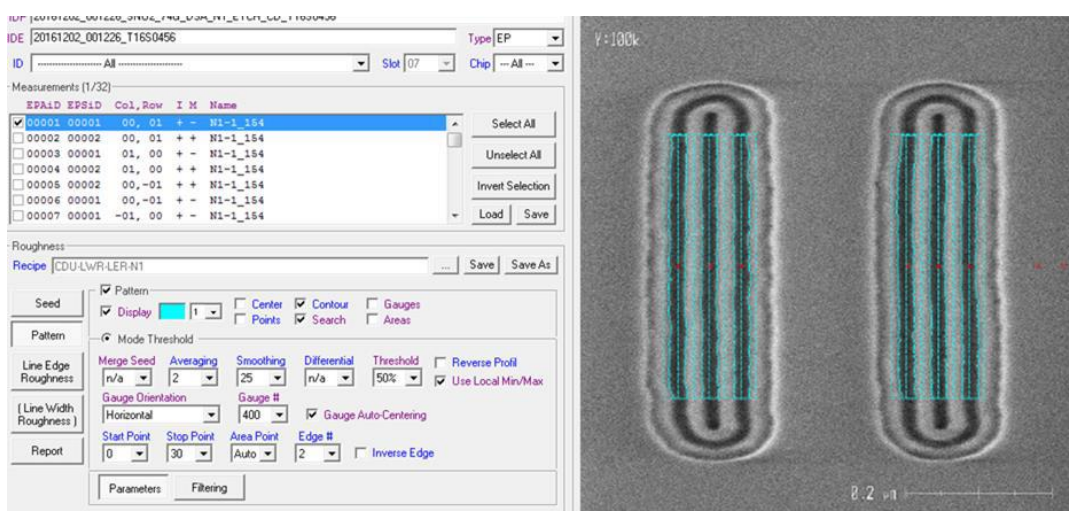 IDE 20161202_001226_T16S0456 Type EP
ID All Slot 07 Chip --- All ---
Measurements (1/32)
EPAiD EPSiD Col,Row I M Name
00001 00001 00, 01 + - N1-1_154
00002 00002 00, 01 + + N1-1_154
00003 00001 01, 00 + - N1-1_154
00004 00002 01, 00 + + N1-1_154
00005 00002 00,-01 + + N1-1_154
00006 00001 00,-01 + - N1-1_154
00007 00001 -01, 00 + - N1-1_154
Select All
Unselect All
Invert Selection
Load Save
Roughness
Recipe CDU-LWR-LER-N1 ... Save Save As
Seed
Pattern
Line Edge
Roughness
( Line Width
Roughness )
Report
Pattern
Display 1 Center Contour Gauges
Points Search Areas
Mode Threshold
Merge Seed Averaging Smoothing Differential Threshold Reverse Profil
n/a 2 25 n/a 50% Use Local Min/Max
Gauge Orientation Gauge #
Horizontal 400 Gauge Auto-Centering
Start Point Stop Point Area Point Edge #
0 30 Auto 2 Inverse Edge
Parameters Filtering
Y:100k
0.2 um